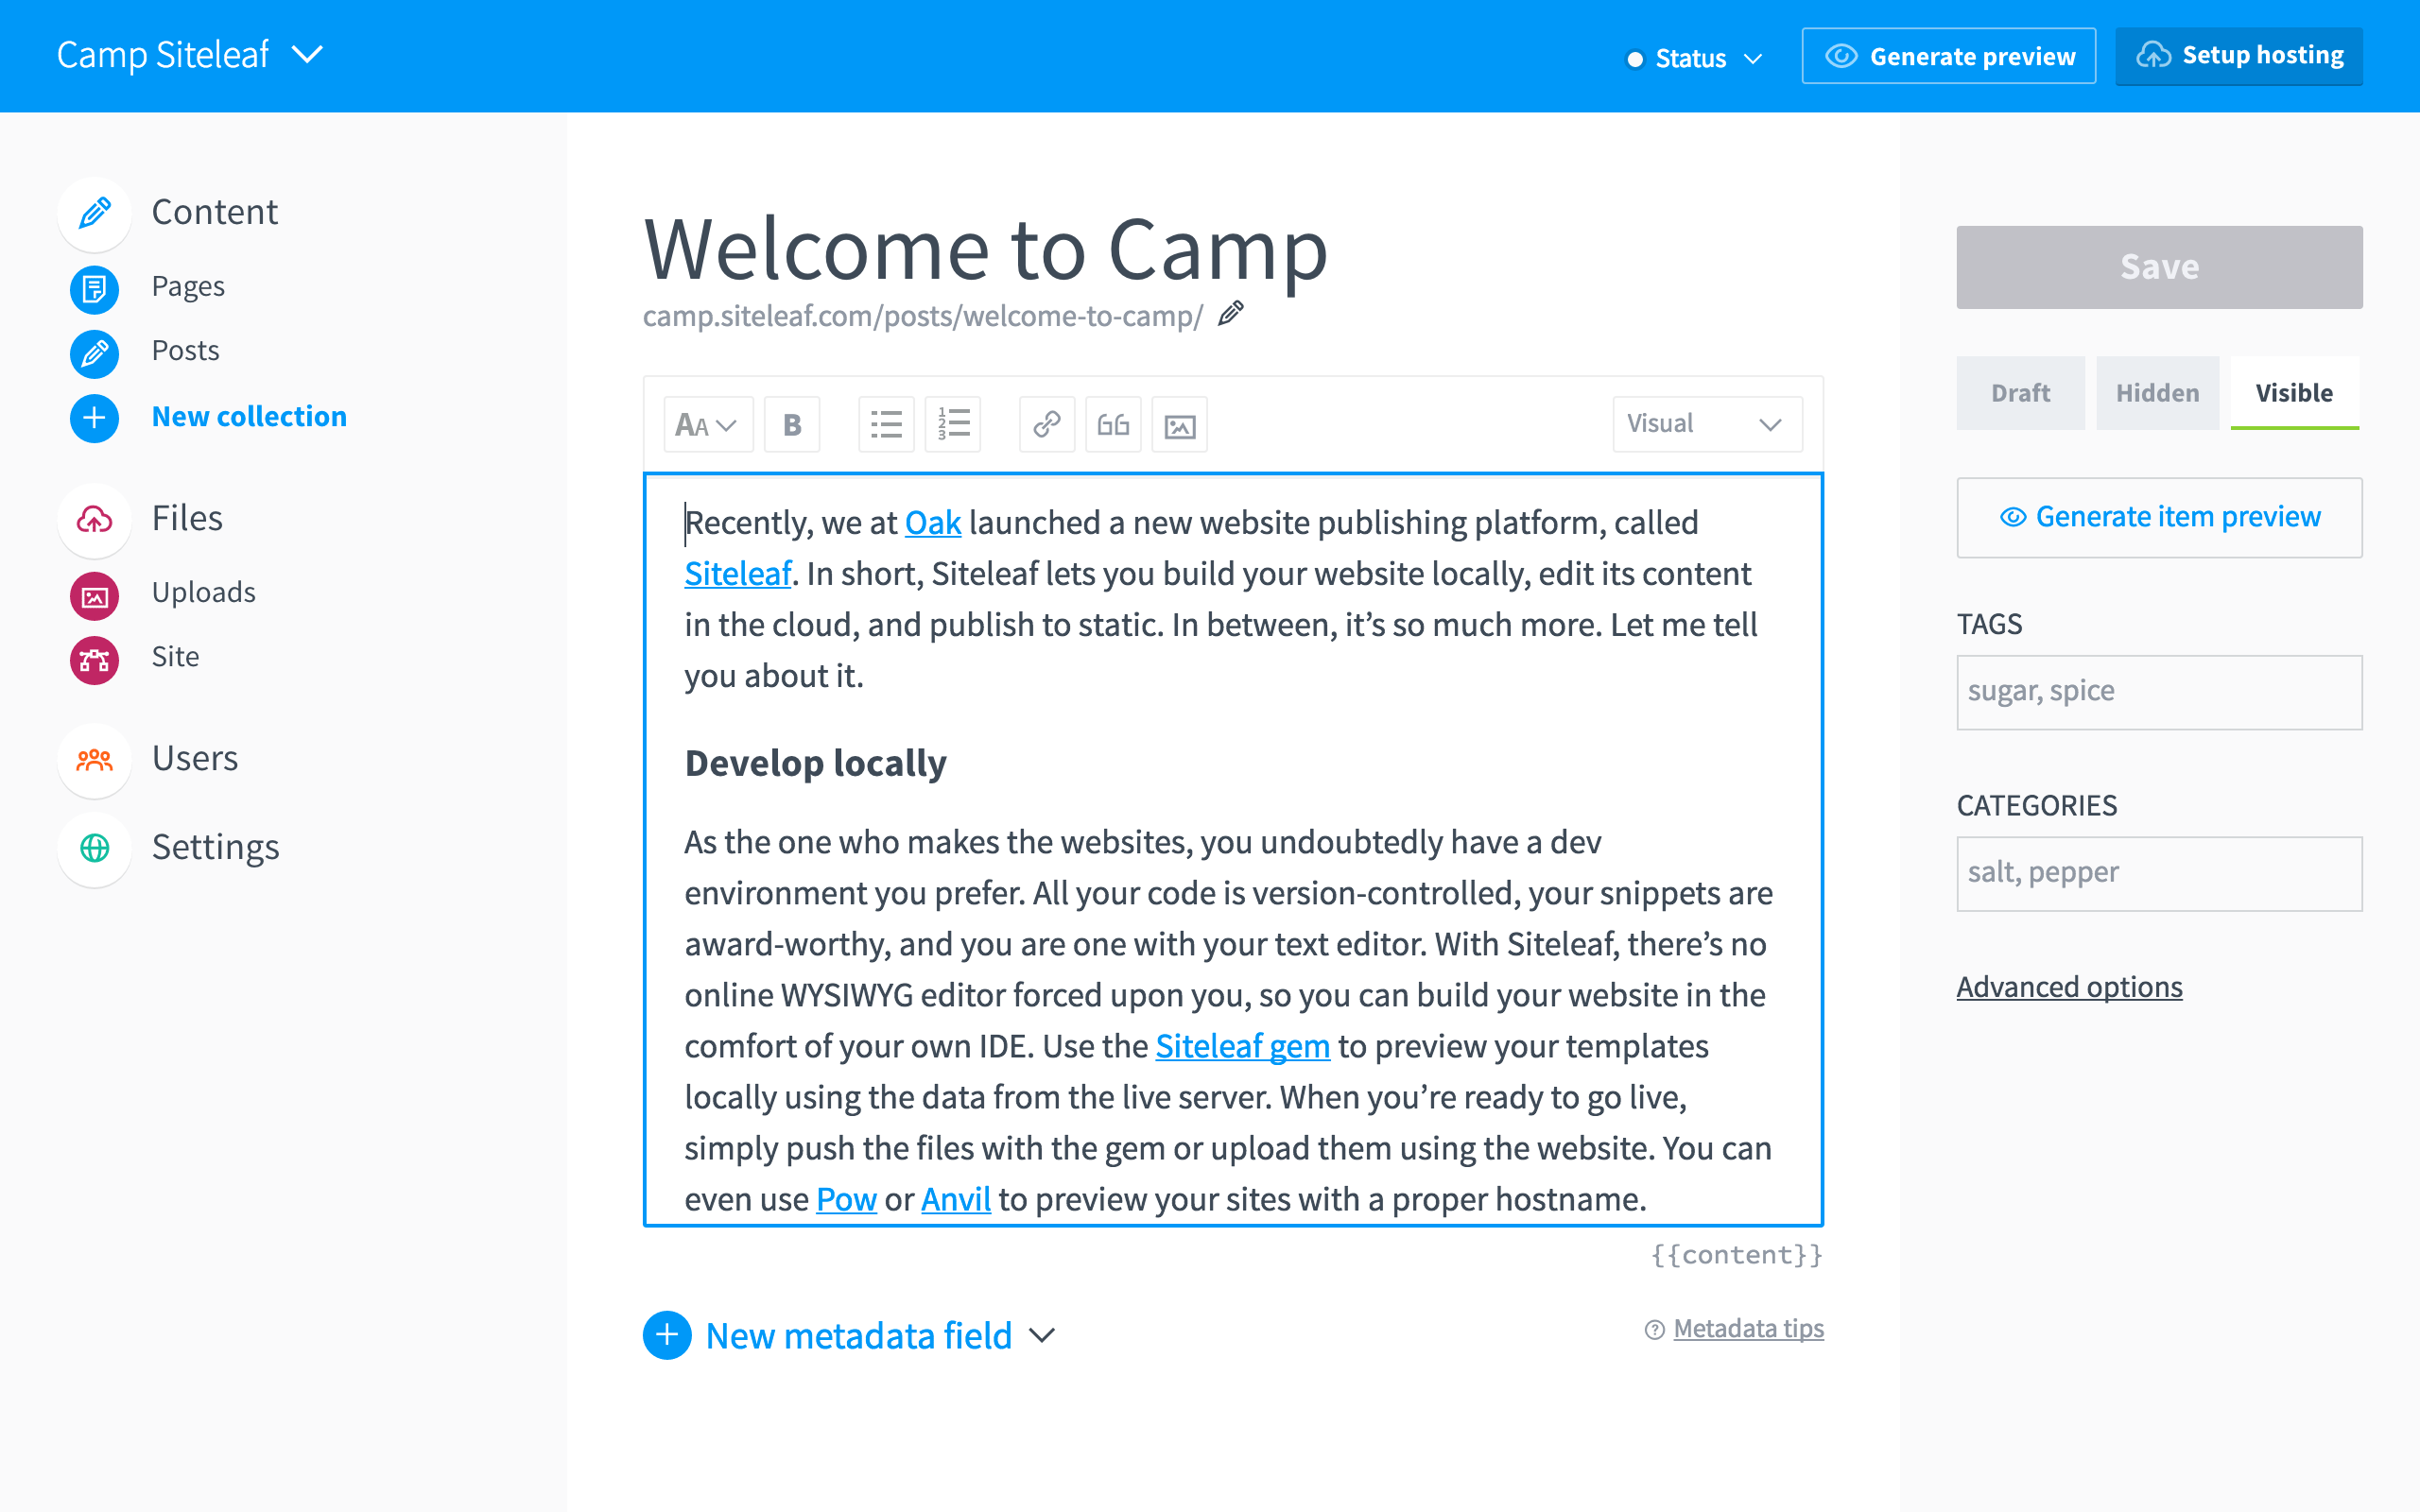 Camp Siteleaf
Status
Generate preview
Setup hosting
Content
Pages
Posts
New collection
Files
Uploads
Site
Users
Settings
Welcome to Camp
camp.siteleaf.com/posts/welcome-to-camp/
AA
B
1
2
3
Visual
Recently, we at Oak launched a new website publishing platform, called
Siteleaf. In short, Siteleaf lets you build your website locally, edit its content
in the cloud, and publish to static. In between, it’s so much more. Let me tell
you about it.
Develop locally
As the one who makes the websites, you undoubtedly have a dev
environment you prefer. All your code is version-controlled, your snippets are
award-worthy, and you are one with your text editor. With Siteleaf, there’s no
online WYSIWYG editor forced upon you, so you can build your website in the
comfort of your own IDE. Use the Siteleaf gem to preview your templates
locally using the data from the live server. When you’re ready to go live,
simply push the files with the gem or upload them using the website. You can
even use Pow or Anvil to preview your sites with a proper hostname.
{{content}}
New metadata field
? Metadata tips
Save
Draft
Hidden
Visible
Generate item preview
TAGS
sugar, spice
CATEGORIES
salt, pepper
Advanced options